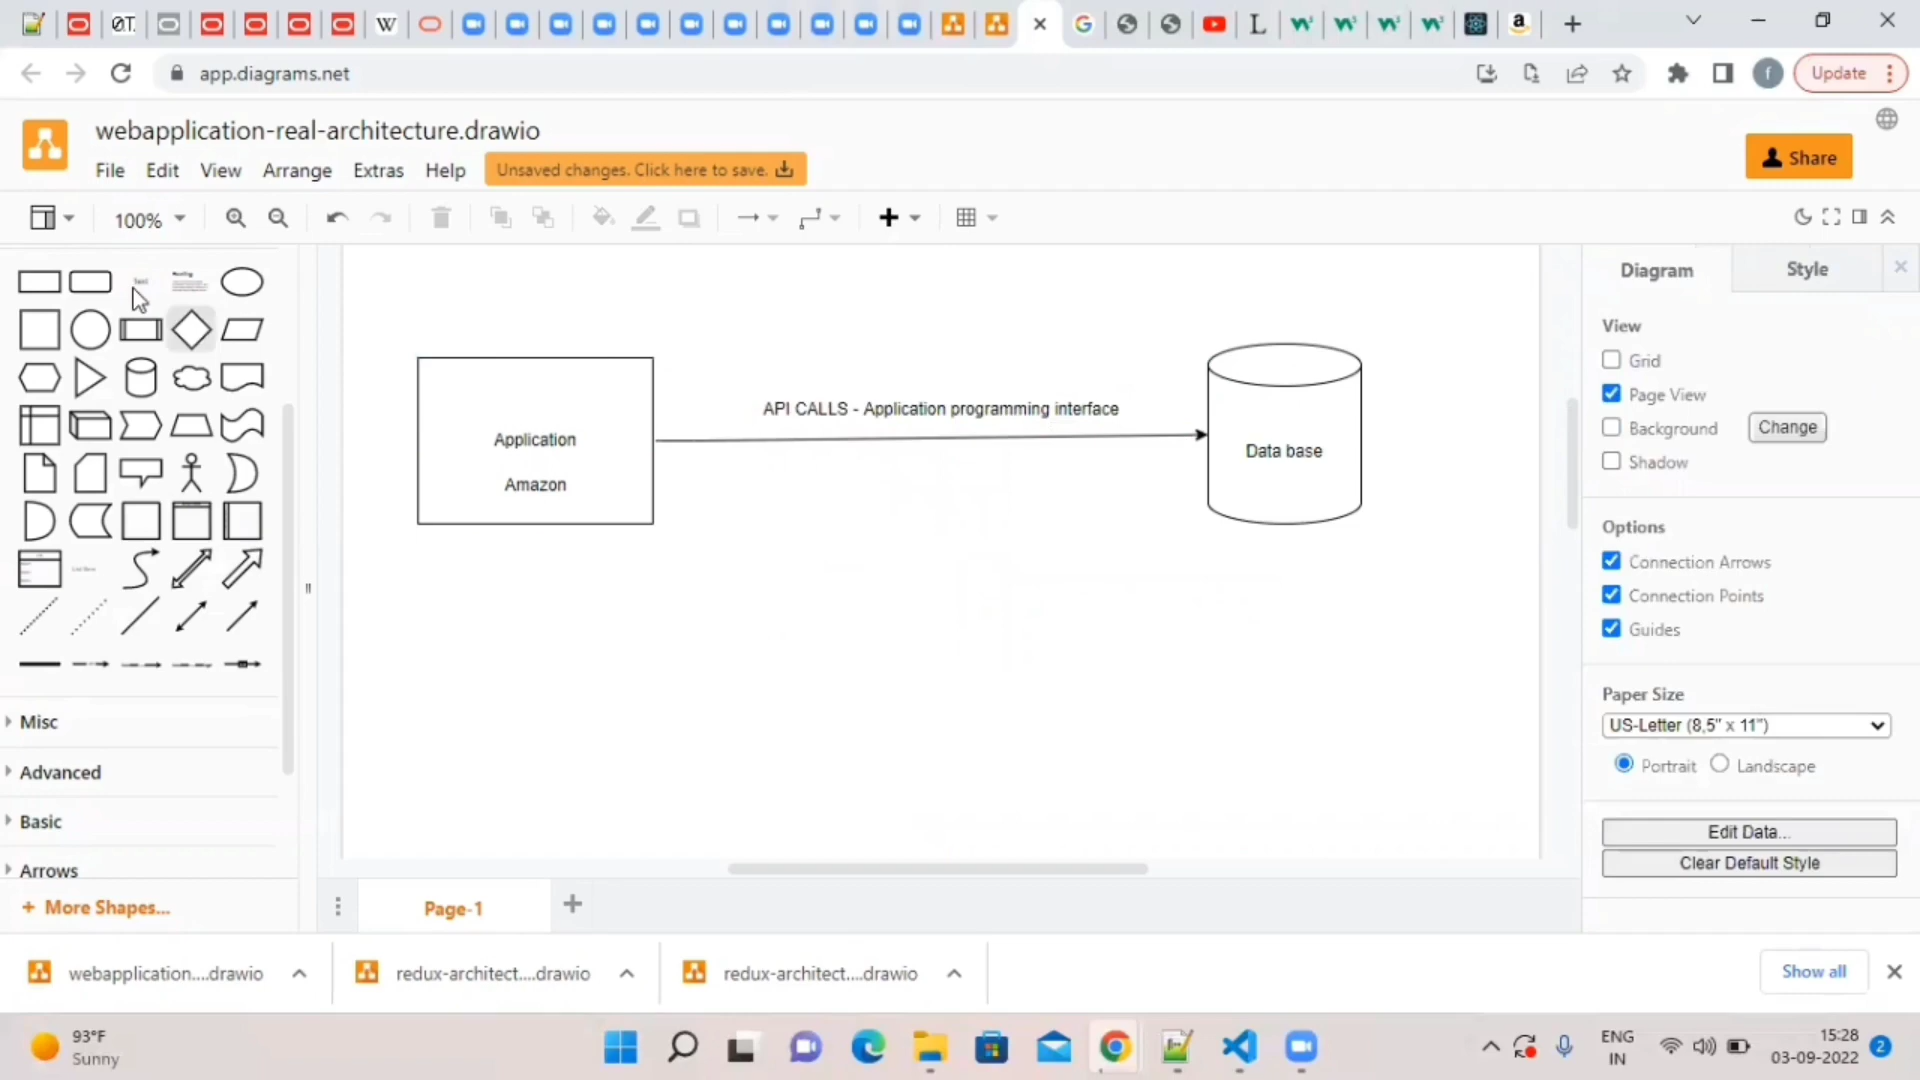 app.diagrams.net
f
Update
webapplication-real-architecture.drawio
File Edit View Arrange Extras Help
Unsaved changes. Click here to save.
Share
100%
Text
Heading
Diagram
Style
View
Grid
Page View
Background
Change
Shadow
Options
Connection Arrows
Connection Points
Guides
Paper Size
US-Letter (8,5" x 11")
Portrait
Landscape
Edit Data...
Clear Default Style
Application
Amazon
API CALLS - Application programming interface
Data base
Misc
Advanced
Basic
Arrows
+ More Shapes...
Page-1
webapplication....drawio
redux-architect....drawio
redux-architect....drawio
Show all
93°F
Sunny
ENG
IN
15:28
03-09-2022
2